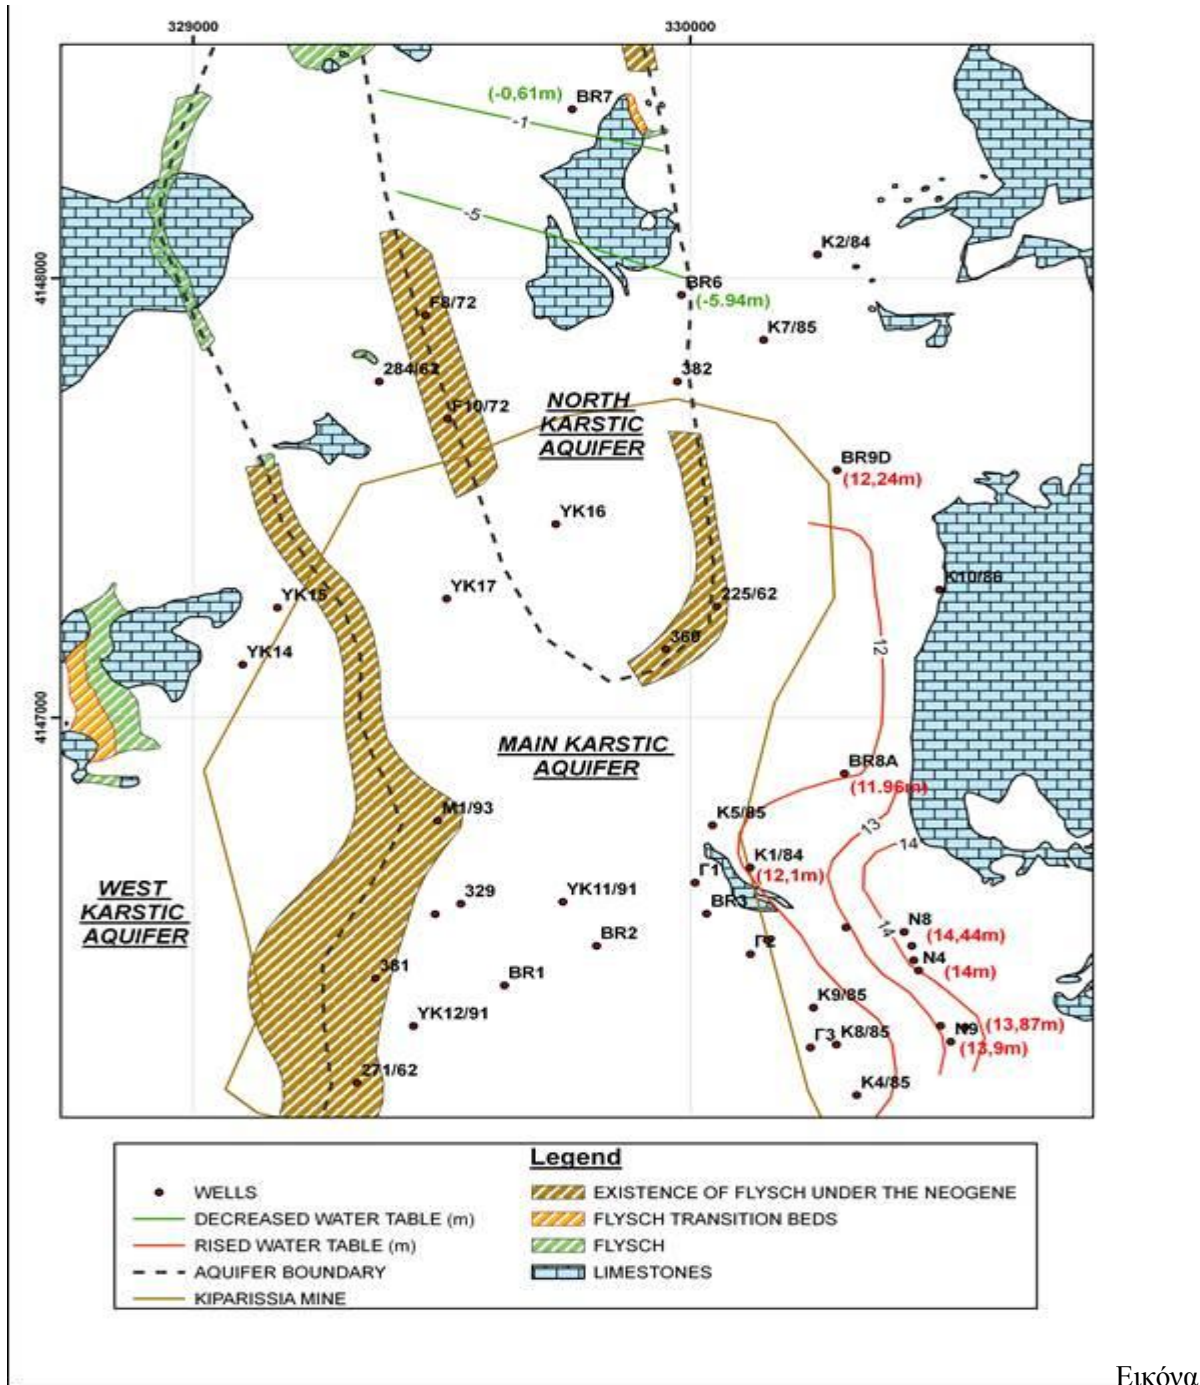 329000
330000
(-0,61m)
BR7
-1
-5
K2/84
4148000
BR6
(-5.94m)
F8/72
K7/85
284/62
382
F10/72
NORTH
KARSTIC
AQUIFER
BR9D
(12,24m)
YK16
YK17
K10/86
YK15
225/62
12
360
YK14
4147000
MAIN KARSTIC
AQUIFER
BR8A
(11.96m)
M1/93
K5/85
13
14
K1/84
(12,1m)
Γ1
WEST
KARSTIC
AQUIFER
329
YK11/91
BR3
N8
(14,44m)
14
BR2
Γ2
N4
(14m)
381
BR1
K9/85
YK12/91
Γ3
K8/85
N9
(13,87m)
(13,9m)
271/62
K4/85
Legend
WELLS
DECREASED WATER TABLE (m)
RISED WATER TABLE (m)
AQUIFER BOUNDARY
KIPARISSIA MINE
EXISTENCE OF FLYSCH UNDER THE NEOGENE
FLYSCH TRANSITION BEDS
FLYSCH
LIMESTONES
Εικόνα